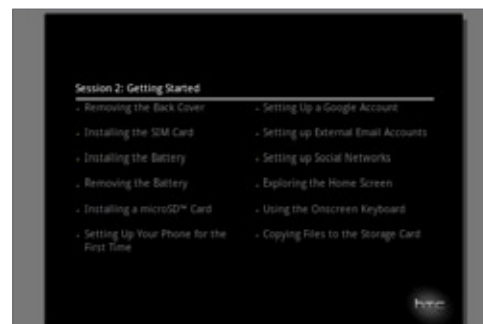 Session 2: Getting Started
• Removing the Back Cover
• Installing the SIM Card
• Installing the Battery
• Removing the Battery
• Installing a microSD™ Card
• Setting Up Your Phone for the
First Time
• Setting Up a Google Account
• Setting up External Email Accounts
• Setting up Social Networks
• Exploring the Home Screen
• Using the Onscreen Keyboard
• Copying Files to the Storage Card
htc